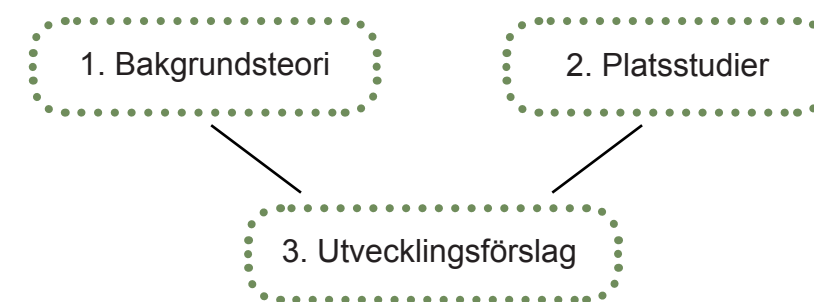 1. Bakgrundsteori
2. Platsstudier
3. Utvecklingsförslag